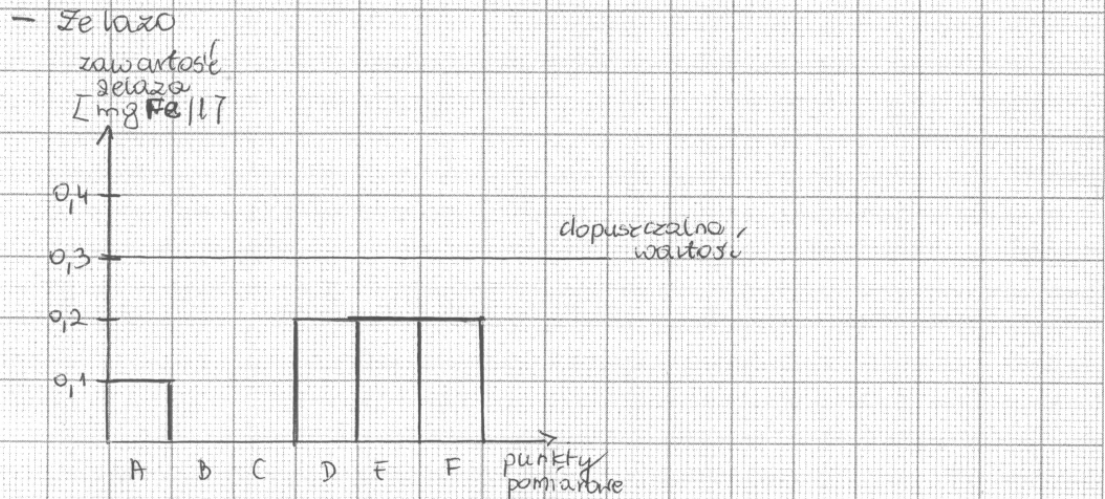 - Żelazo
zawartość
żelaza
[mg Fe/l]
0,4
dopuszczalna
wartość
0,3
0,2
0,1
A B C D E F punkty
pomiarowe